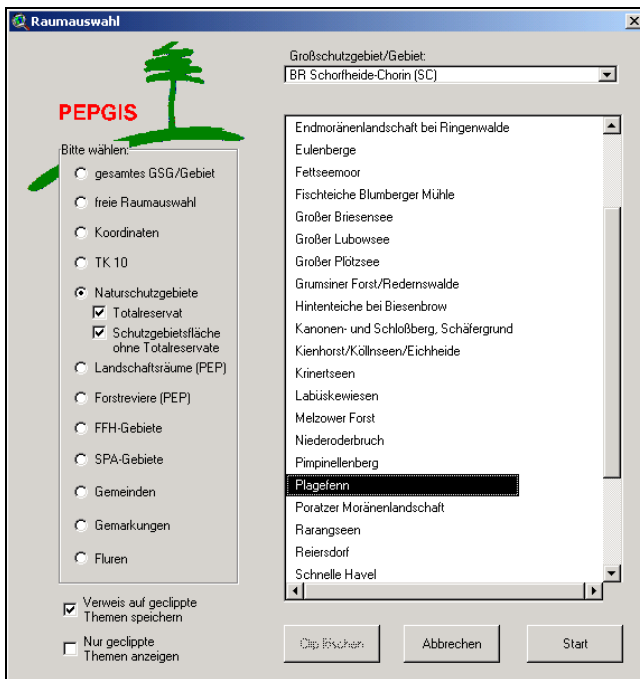 Raumauswahl
PEPGIS
Bitte wählen:
gesamtes GSG/Gebiet
freie Raumauswahl
Koordinaten
TK 10
Naturschutzgebiete
Totalreservat
Schutzgebietsfläche
ohne Totalreservate
Landschaftsräume (PEP)
Forstreviere (PEP)
FFH-Gebiete
SPA-Gebiete
Gemeinden
Gemarkungen
Fluren
Verweis auf geclippte
Themen speichern
Nur geclippte
Themen anzeigen
Großschutzgebiet/Gebiet:
BR Schorfheide-Chorin (SC)
Endmoränenlandschaft bei Ringenwalde
Eulenberge
Fettseemoor
Fischteiche Blumberger Mühle
Großer Briesensee
Großer Lubowsee
Großer Plötzsee
Grumsiner Forst/Redernswalde
Hintenteiche bei Biesenbrow
Kanonen- und Schloßberg, Schäfergrund
Kienhorst/Köllnseen/Eichheide
Krinertseen
Labüskewiesen
Melzower Forst
Niederoderbruch
Pimpinellenberg
Plagefenn
Poratzer Moränenlandschaft
Rarangseen
Reiersdorf
Schnelle Havel
Clip löschen
Abbrechen
Start